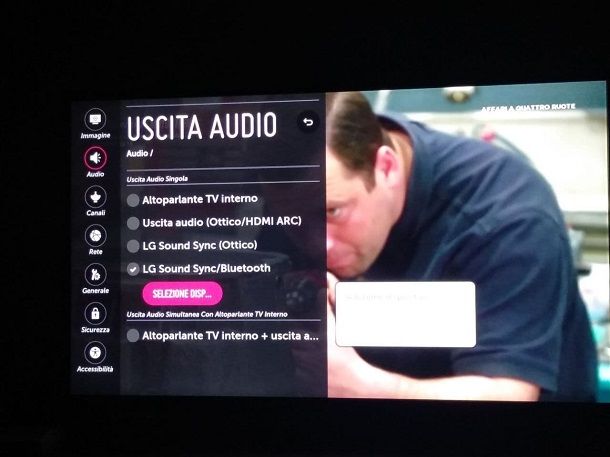 AFFARI A QUATTRO RUOTE
USCITA AUDIO
Audio /
Uscita Audio Singola
Altoparlante TV interno
Uscita audio (Ottico/HDMI ARC)
LG Sound Sync (Ottico)
LG Sound Sync/Bluetooth
SELEZIONE DISP...
Uscita Audio Simultanea Con Altoparlante TV Interno
Altoparlante TV interno + uscita a...
Immagine
Audio
Canali
Rete
Generale
Sicurezza
Accessibilità